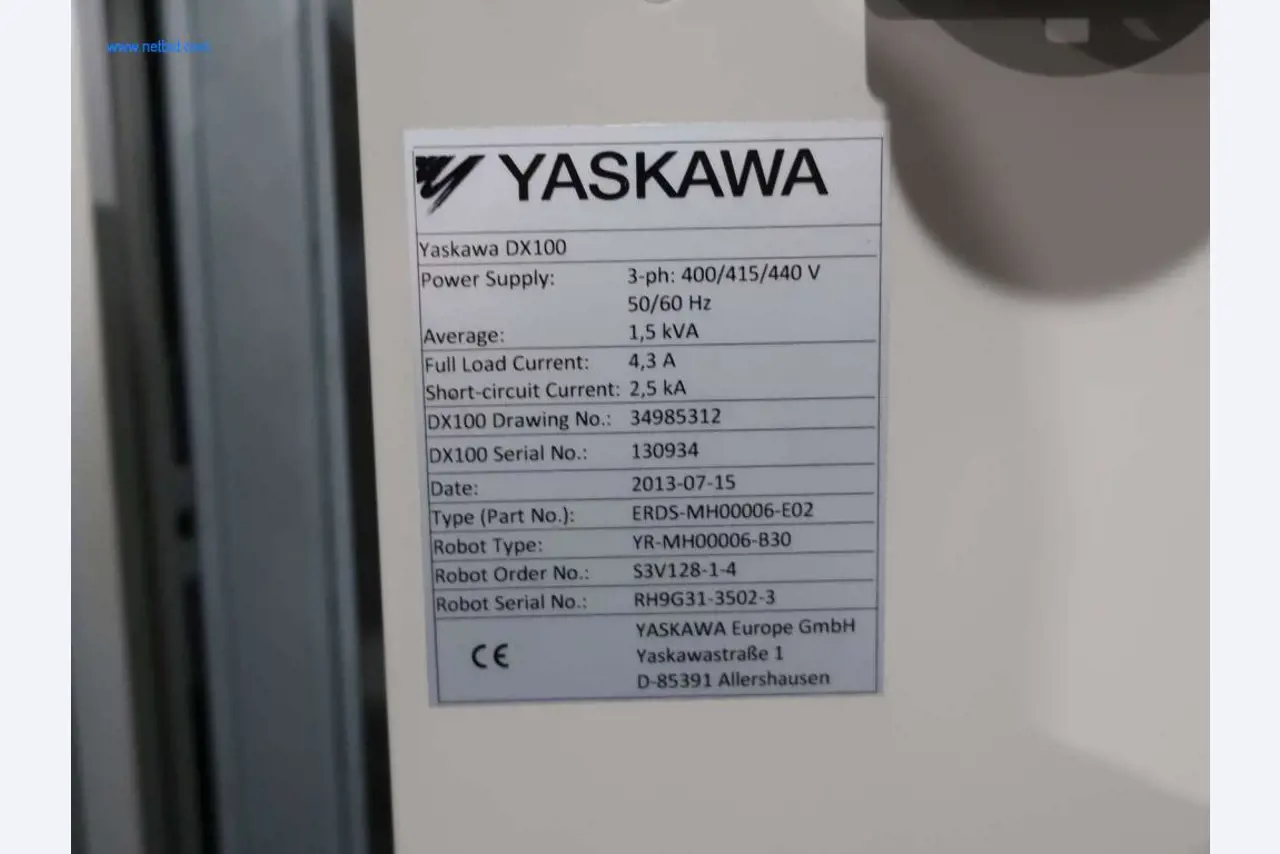 www.netbid.com
YASKAWA
Yaskawa DX100
Power Supply: 3-ph: 400/415/440 V
50/60 Hz
Average: 1,5 kVA
Full Load Current: 4,3 A
Short-circuit Current: 2,5 kA
DX100 Drawing No.: 34985312
DX100 Serial No.: 130934
Date: 2013-07-15
Type (Part No.): ERDS-MH00006-E02
Robot Type: YR-MH00006-B30
Robot Order No.: S3V128-1-4
Robot Serial No.: RH9G31-3502-3
YASKAWA Europe GmbH
CE Yaskawastraße 1
D-85391 Allershausen